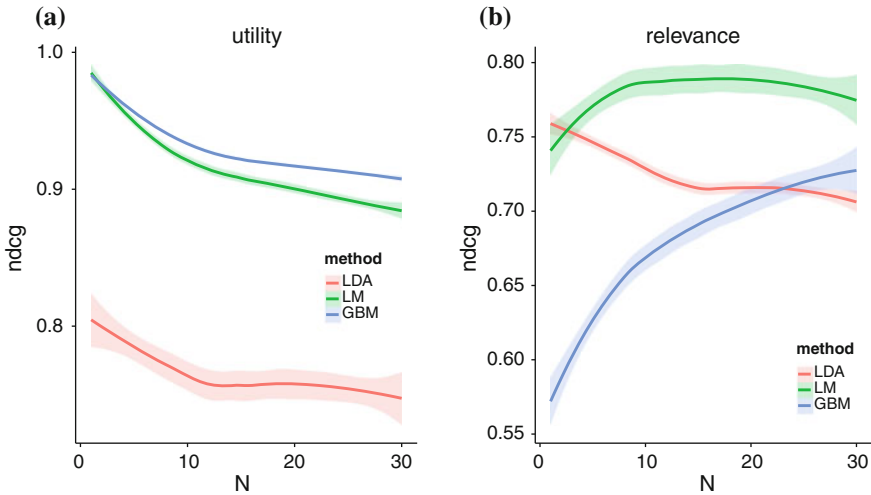 (a)
utility
1.0
0.9
0.8
ndcg
method
LDA
LM
GBM
0 10 20 30
N
(b)
relevance
0.80
0.75
0.70
0.65
0.60
0.55
ndcg
method
LDA
LM
GBM
0 10 20 30
N